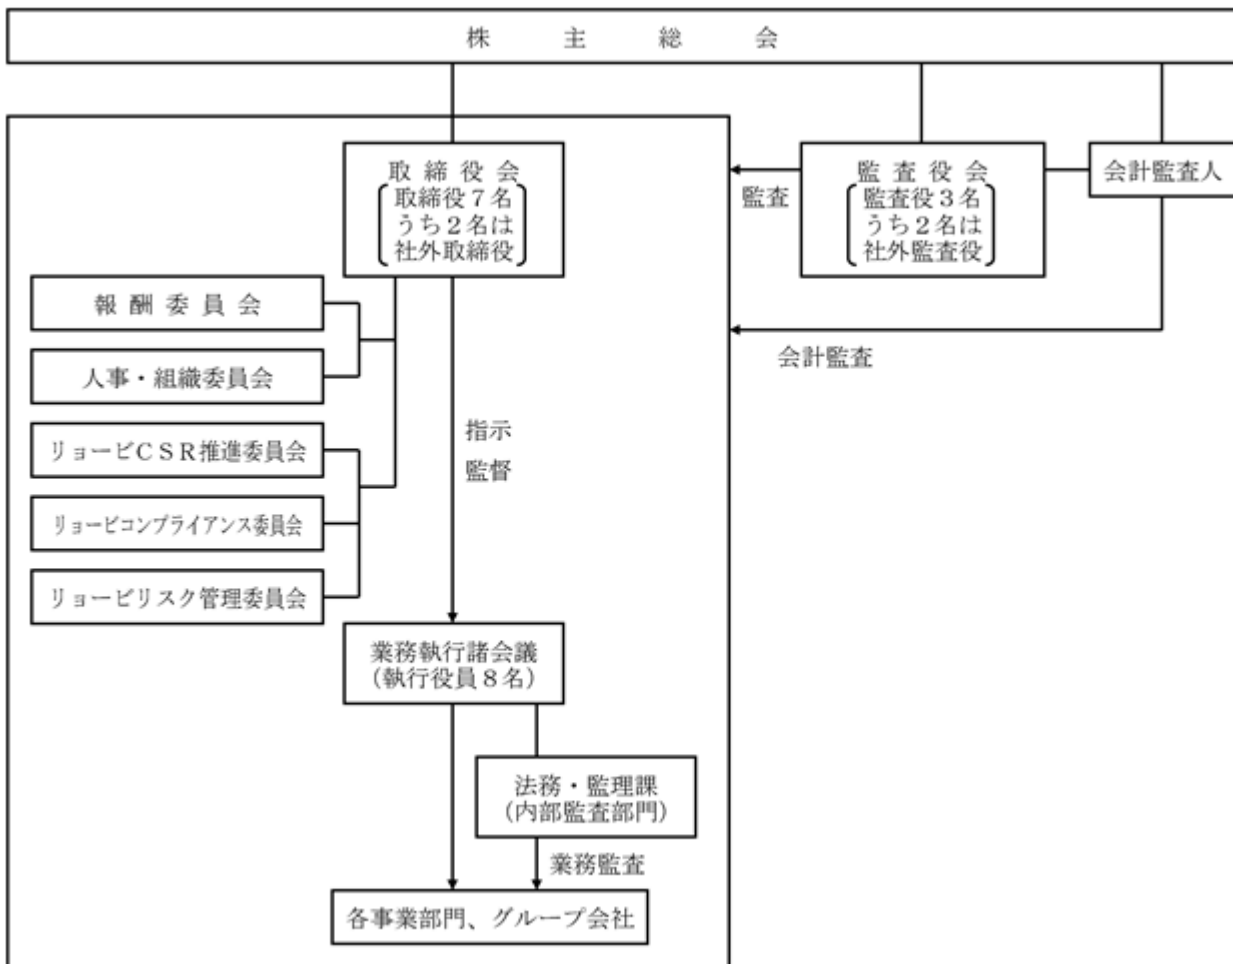 株主総会
取締役会
取締役７名
うち２名は
社外取締役
監査
監査役会
監査役３名
うち２名は
社外監査役
会計監査人
会計監査
報酬委員会
人事・組織委員会
リョービＣＳＲ推進委員会
リョービコンプライアンス委員会
リョービリスク管理委員会
指示
監督
業務執行諸会議
（執行役員８名）
法務・監理課
（内部監査部門）
業務監査
各事業部門、グループ会社